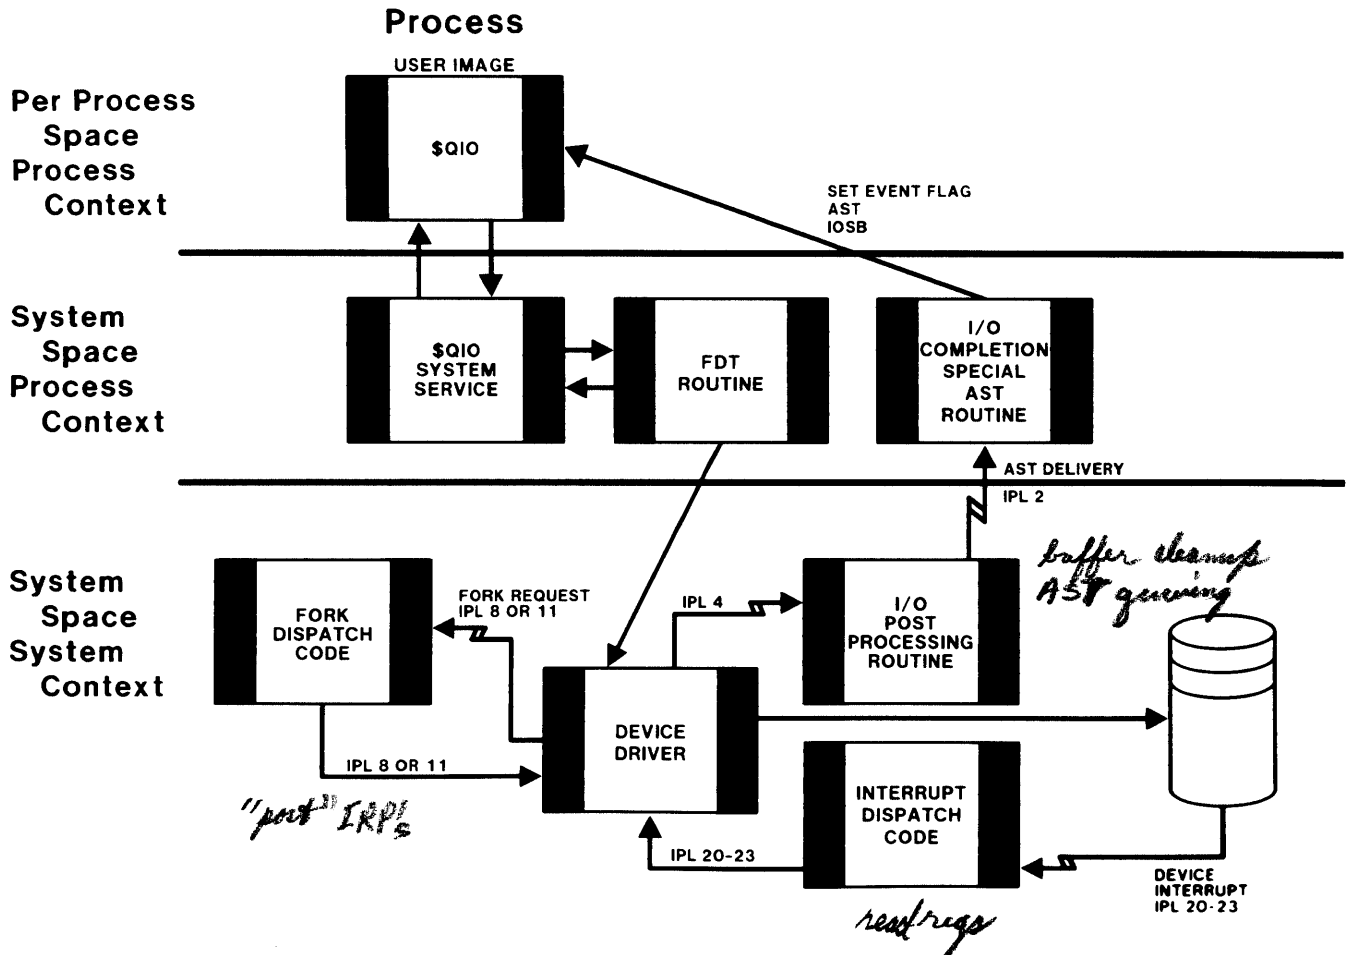 Process
USER IMAGE
Per Process
Space
Process
Context
$QIO
SET EVENT FLAG
AST
IOSB
System
Space
Process
Context
$QIO
SYSTEM
SERVICE
FDT
ROUTINE
I/O
COMPLETION
SPECIAL
AST
ROUTINE
AST DELIVERY
IPL 2
System
Space
System
Context
FORK
DISPATCH
CODE
FORK REQUEST
IPL 8 OR 11
IPL 4
I/O
POST
PROCESSING
ROUTINE
buffer cleanup
AST queuing
DEVICE
DRIVER
IPL 8 OR 11
"port" IRP's
INTERRUPT
DISPATCH
CODE
IPL 20-23
DEVICE
INTERRUPT
IPL 20-23
read regs